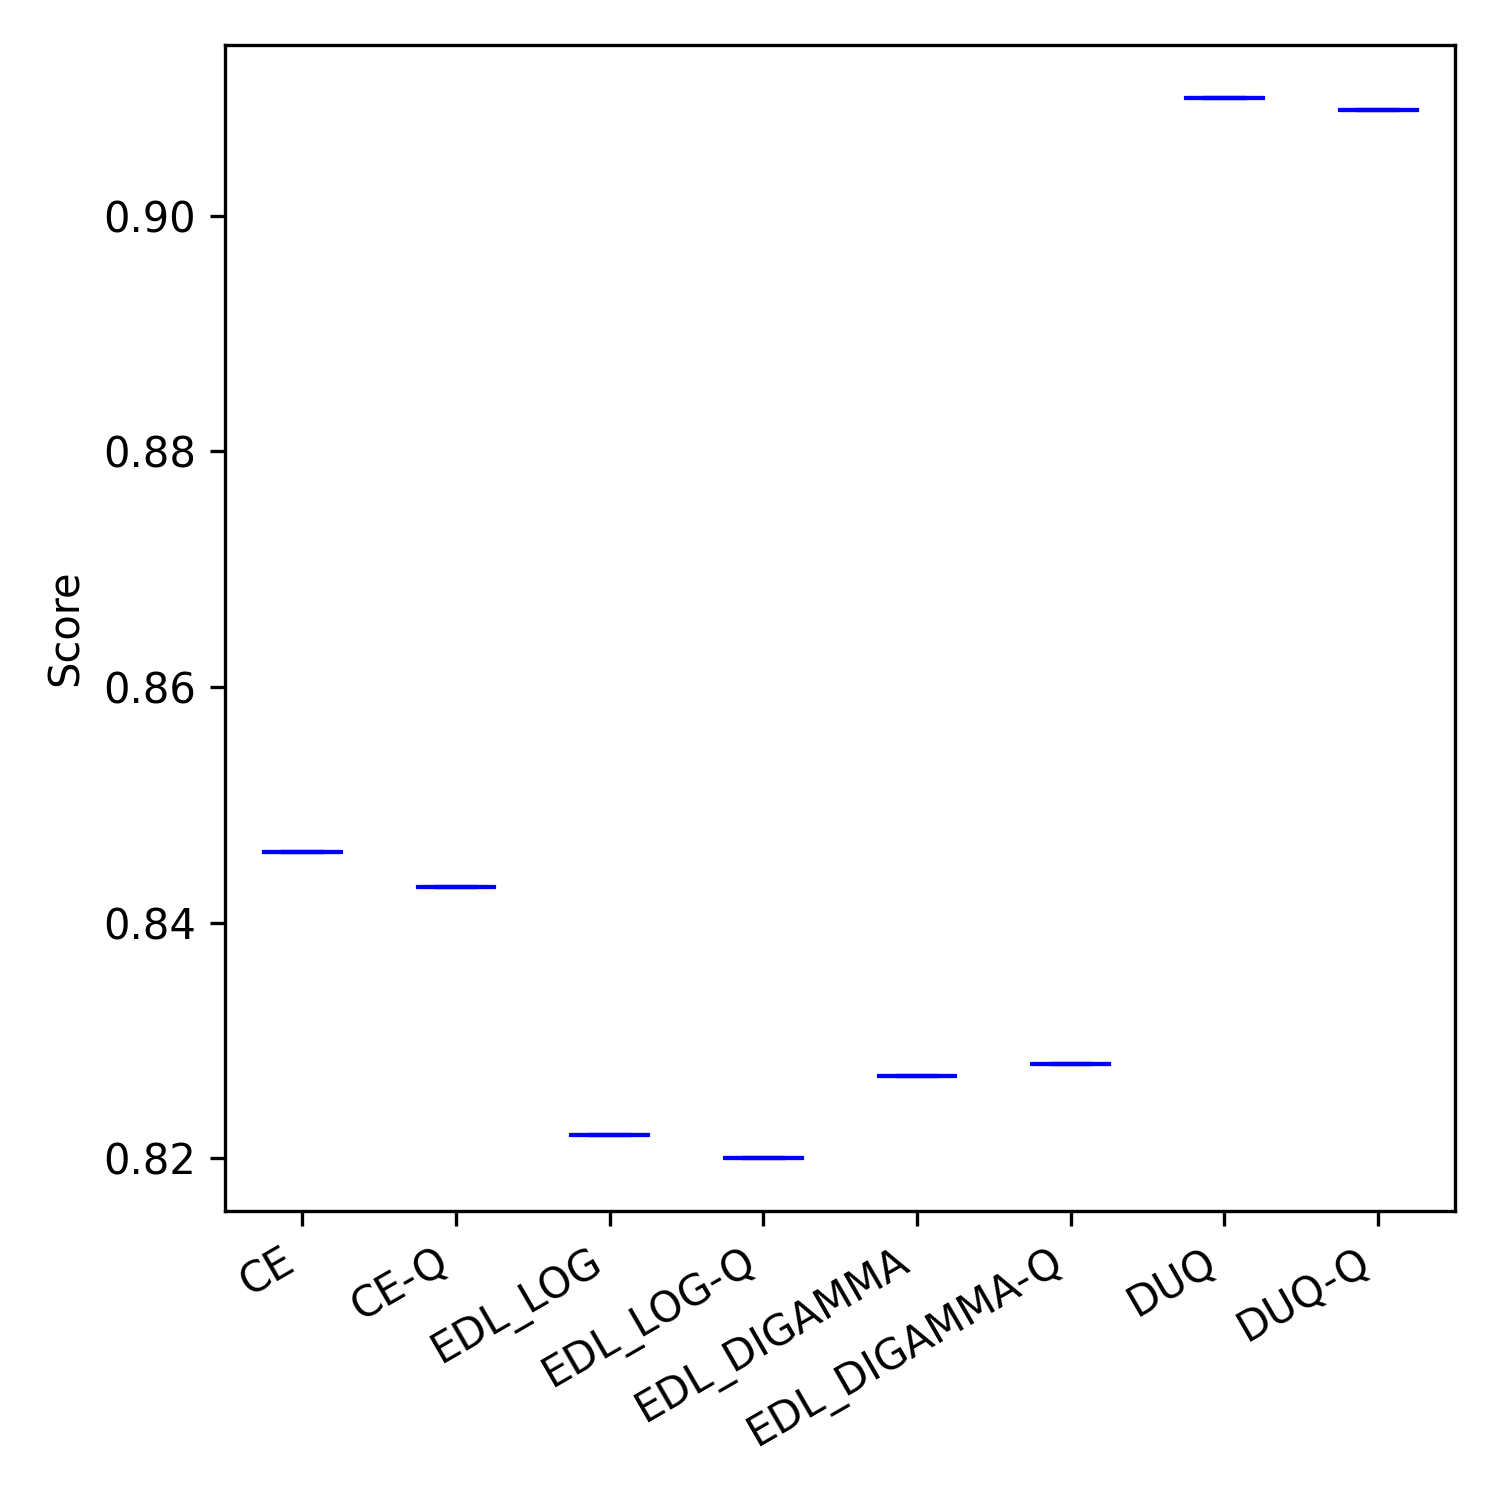 Score
0.90
0.88
0.86
0.84
0.82
CE
CE-Q
EDL_LOG
EDL_LOG-Q
EDL_DIGAMMA
EDL_DIGAMMA-Q
DUQ
DUQ-Q